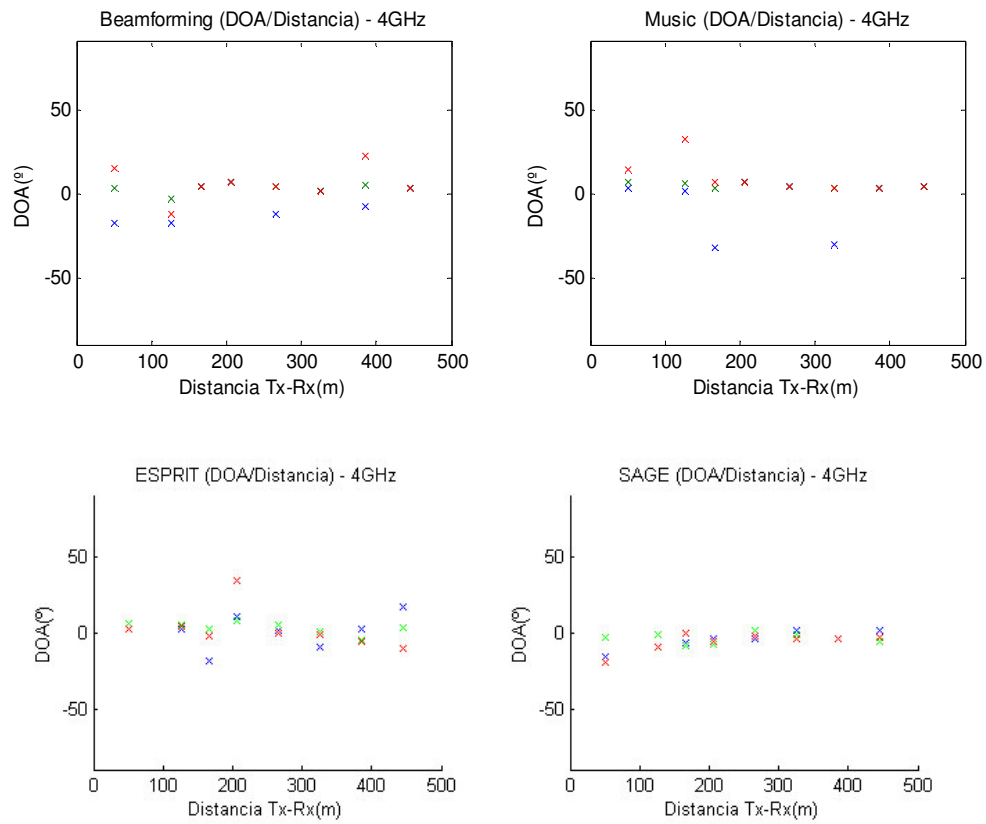 Beamforming (DOA/Distancia) - 4GHz
50
0
-50
DOA(º)
0 100 200 300 400 500
Distancia Tx-Rx(m)
Music (DOA/Distancia) - 4GHz
50
0
-50
DOA(º)
0 100 200 300 400 500
Distancia Tx-Rx(m)
ESPRIT (DOA/Distancia) - 4GHz
50
0
-50
DOA(º)
0 100 200 300 400 500
Distancia Tx-Rx(m)
SAGE (DOA/Distancia) - 4GHz
50
0
-50
DOA(º)
0 100 200 300 400 500
Distancia Tx-Rx(m)